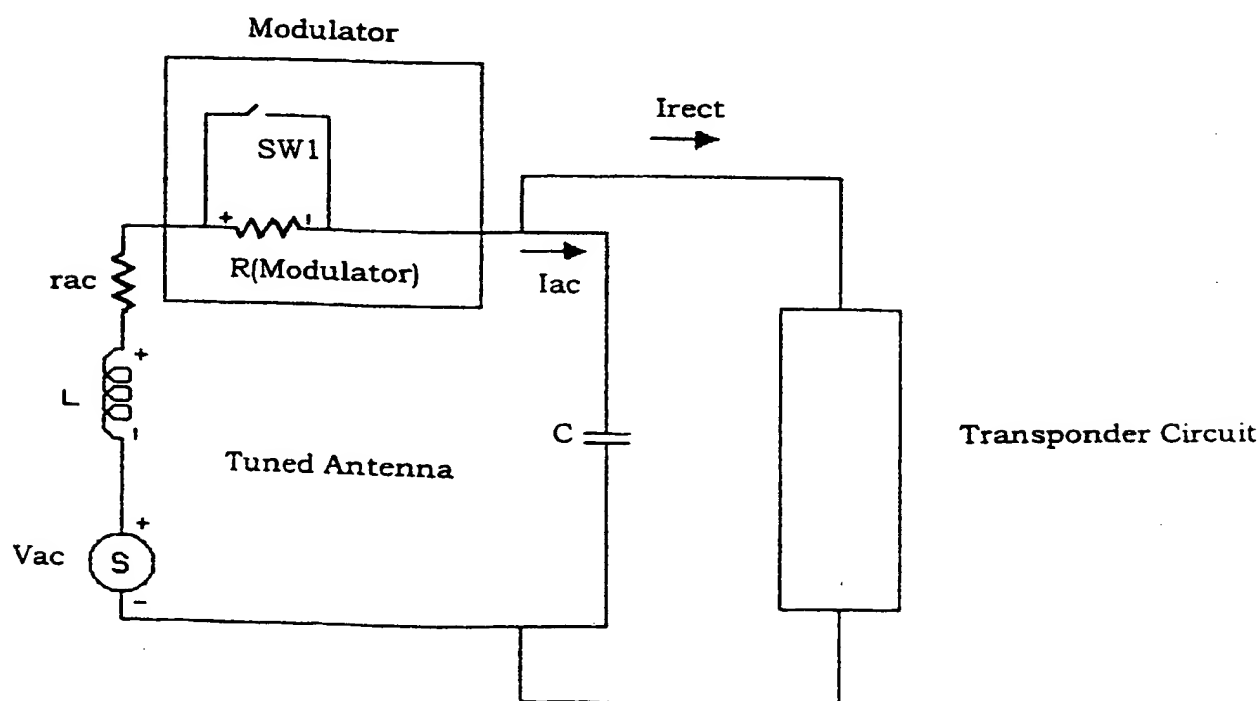 Modulator
Irect
SW1
+
R(Modulator)
rac
Iac
+
L
C
Transponder Circuit
Tuned Antenna
+
Vac
S
-